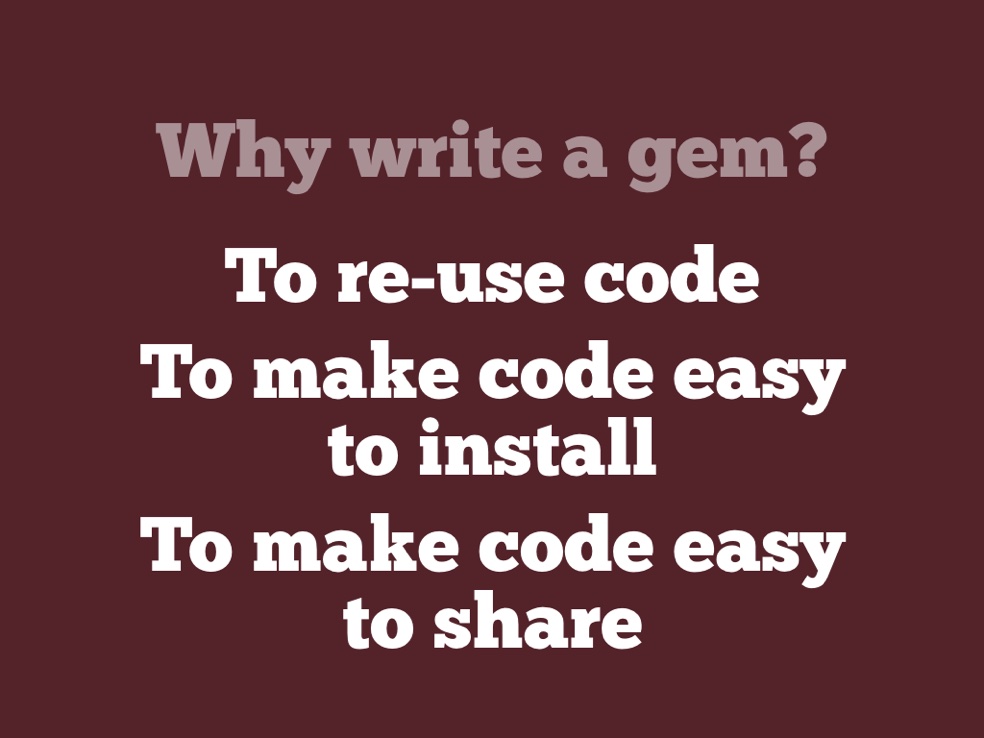 Why write a gem?
To re-use code
To make code easy
to install
To make code easy
to share